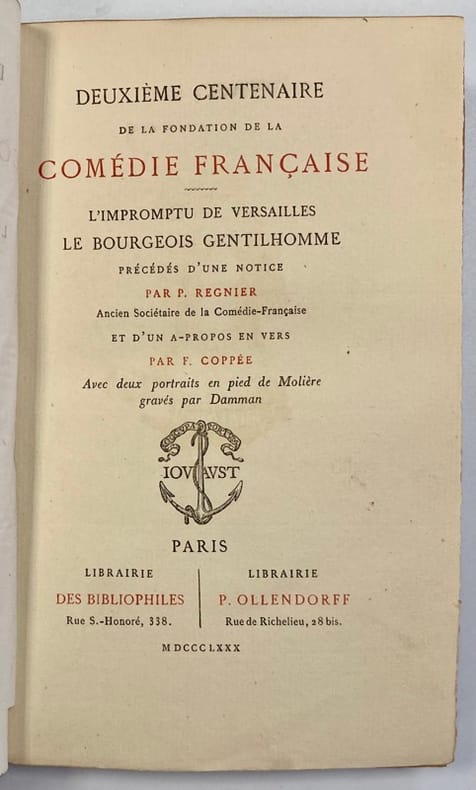 DEUXIÈME CENTENAIRE
DE LA FONDATION DE LA
COMÉDIE FRANÇAISE
L'IMPROMPTU DE VERSAILLES
LE BOURGEOIS GENTILHOMME
PRÉCÉDÉS D'UNE NOTICE
PAR P. REGNIER
Ancien Sociétaire de la Comédie-Française
ET D'UN A-PROPOS EN VERS
PAR F. COPPÉE
Avec deux portraits en pied de Molière
gravés par Damman
IOUAVST
PARIS
LIBRAIRIE
DES BIBLIOPHILES
Rue S.-Honoré, 338.
LIBRAIRIE
P. OLLENDORFF
Rue de Richelieu, 28 bis.
MDCCCLXXX